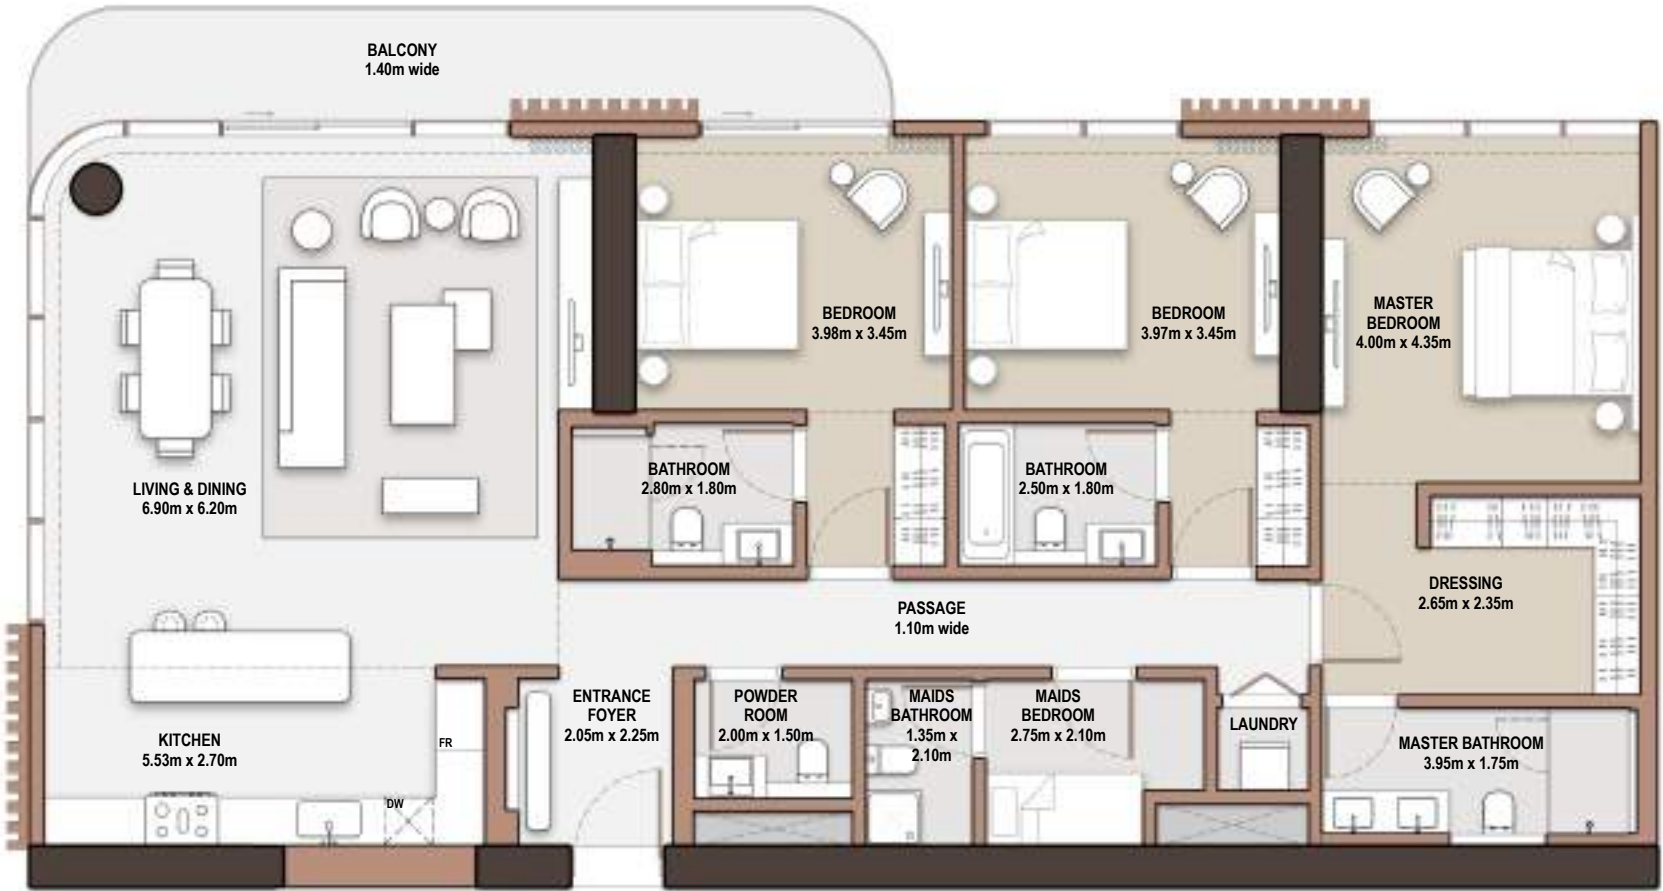 BALCONY
1.40m wide
BEDROOM
3.98m x 3.45m
BEDROOM
3.97m x 3.45m
MASTER
BEDROOM
4.00m x 4.35m
LIVING & DINING
6.90m x 6.20m
BATHROOM
2.80m x 1.80m
BATHROOM
2.50m x 1.80m
DRESSING
2.65m x 2.35m
PASSAGE
1.10m wide
KITCHEN
5.53m x 2.70m
FR
DW
ENTRANCE
FOYER
2.05m x 2.25m
POWDER
ROOM
2.00m x 1.50m
MAIDS
BATHROOM
1.35m x
2.10m
MAIDS
BEDROOM
2.75m x 2.10m
LAUNDRY
MASTER BATHROOM
3.95m x 1.75m